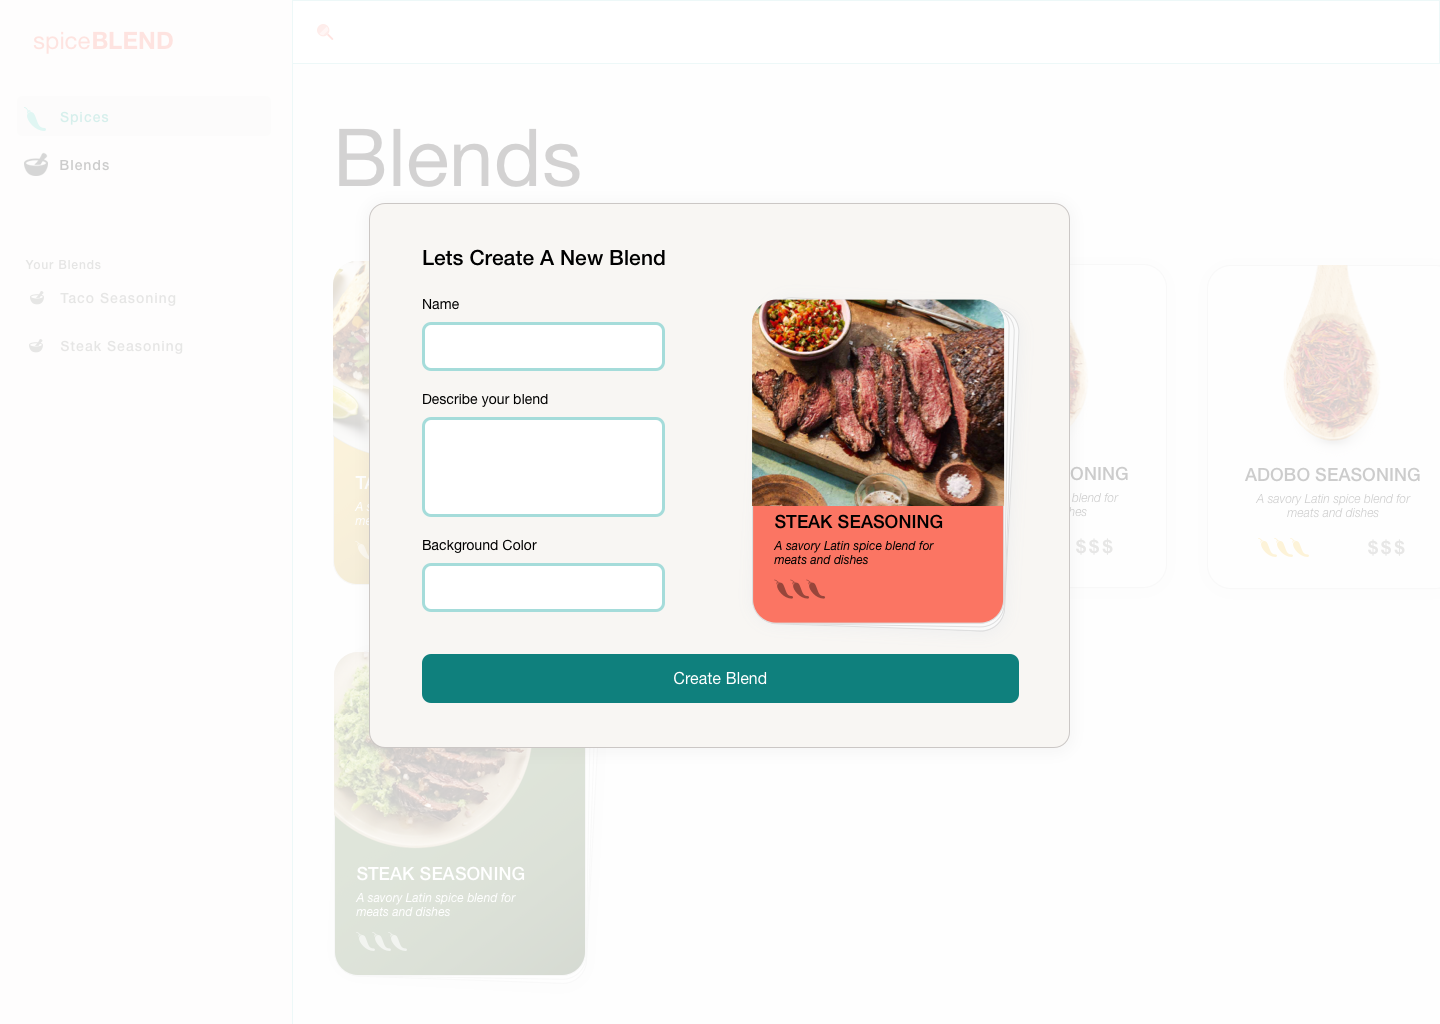 spiceBLEND
Spices
Blends
Your Blends
Taco Seasoning
Steak Seasoning
Blends
Lets Create A New Blend
Name
Describe your blend
Background Color
STEAK SEASONING
A savory Latin spice blend for
meats and dishes
Create Blend
ONING
blend for
hes
$$$
ADOBO SEASONING
A savory Latin spice blend for
meats and dishes
$$$
STEAK SEASONING
A savory Latin spice blend for
meats and dishes